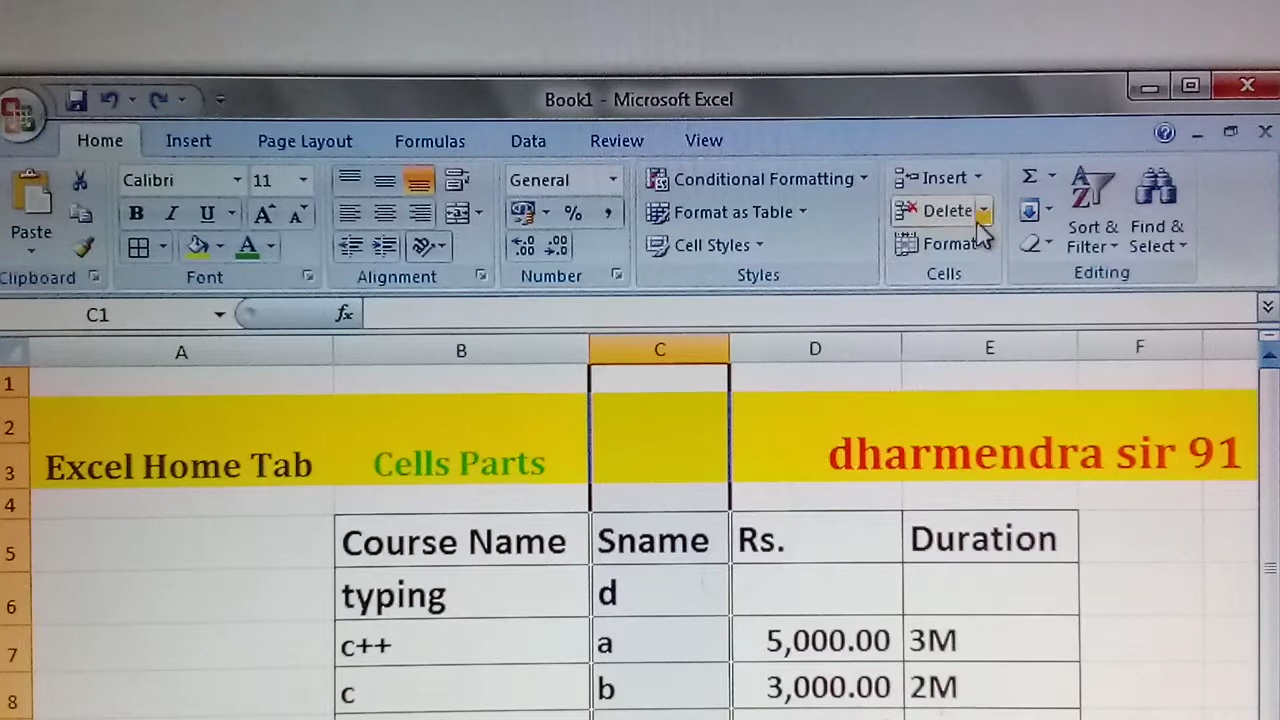 Book1 - Microsoft Excel
Home Insert Page Layout Formulas Data Review View
Paste
Clipboard
Calibri 11
B I U A A
A
Font
Alignment
General
% ,
Number
Conditional Formatting
Format as Table
Cell Styles
Styles
Insert
Delete
Format
Cells
Σ
Sort & Filter
Find & Select
Editing
C1 fx
A B C D E F
1
2
3 Excel Home Tab Cells Parts dharmendra sir 91
4
5 Course Name Sname Rs. Duration
6 typing d
7 c++ a 5,000.00 3M
8 c b 3,000.00 2M